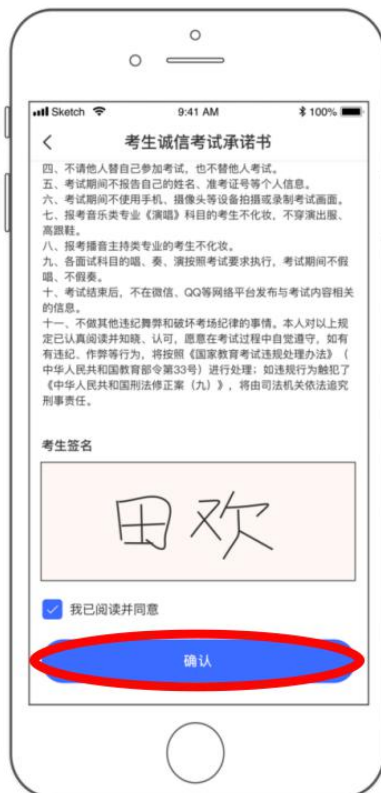 Sketch 9:41 AM 100%
考生诚信考试承诺书
四、不请他人替自己参加考试，也不替他人考试。
五、考试期间不报告自己的姓名、准考证号等个人信息。
六、考试期间不使用手机、摄像头等设备拍摄或录制考试画面。
七、报考音乐类专业《演唱》科目的考生不化妆，不穿演出服、
高跟鞋。
八、报考播音主持类专业的考生不化妆。
九、各面试科目的唱、奏、演按照考试要求执行，考试期间不假
唱、不假奏。
十、考试结束后，不在微信、QQ等网络平台发布与考试内容相关
的信息。
十一、不做其他违纪舞弊和破坏考场纪律的事情。本人对以上规
定已认真阅读并知晓、认可，愿意在考试过程中自觉遵守，如有
有违纪、作弊等行为，将按照《国家教育考试违规处理办法》（
中华人民共和国教育部令第33号）进行处理；如违规行为触犯了
《中华人民共和国刑法修正案（九）》，将由司法机关依法追究
刑事责任。
考生签名
田欢
我已阅读并同意
确认